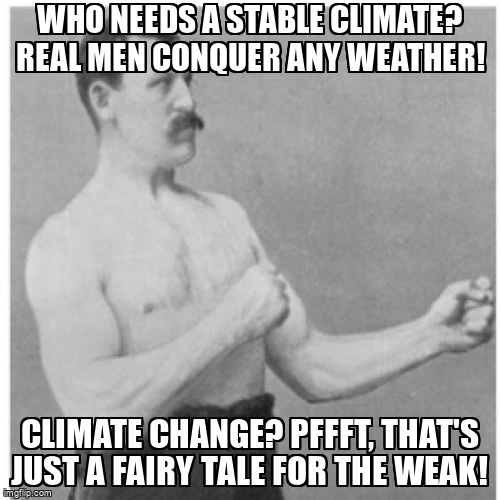 WHO NEEDS A STABLE CLIMATE?
REAL MEN CONQUER ANY WEATHER!
CLIMATE CHANGE? PFFFT, THAT'S
JUST A FAIRY TALE FOR THE WEAK!
imgflip.com